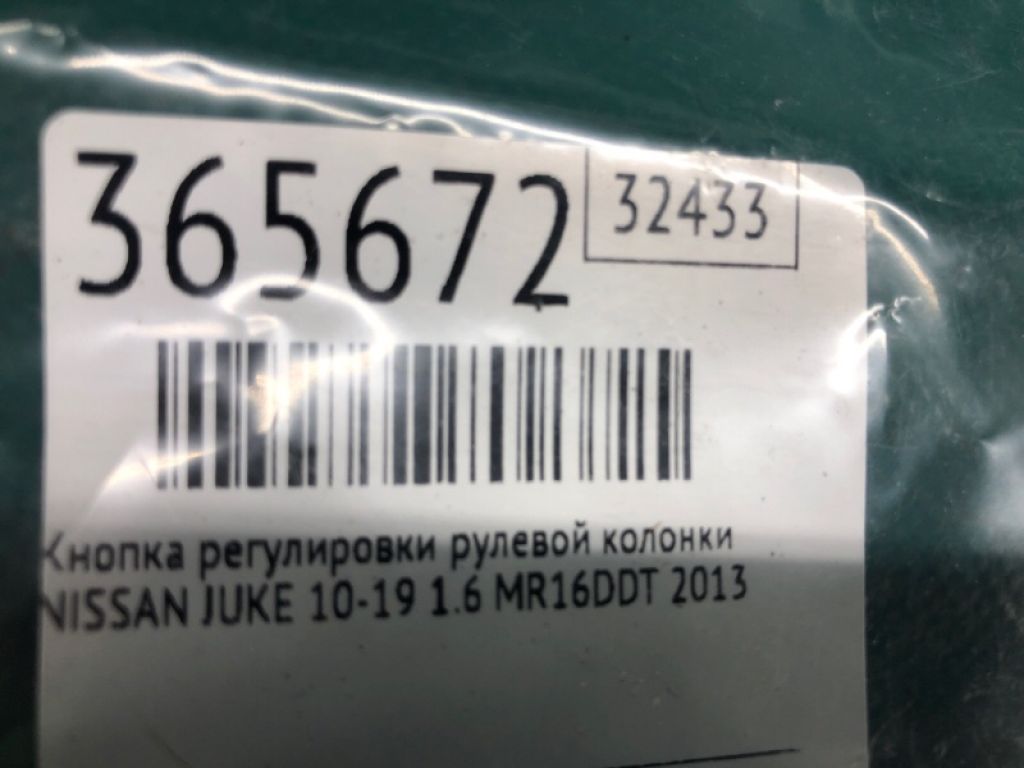 365672
32433
Кнопка регулировки рулевой колонки
NISSAN JUKE 10-19 1.6 MR16DDT 2013